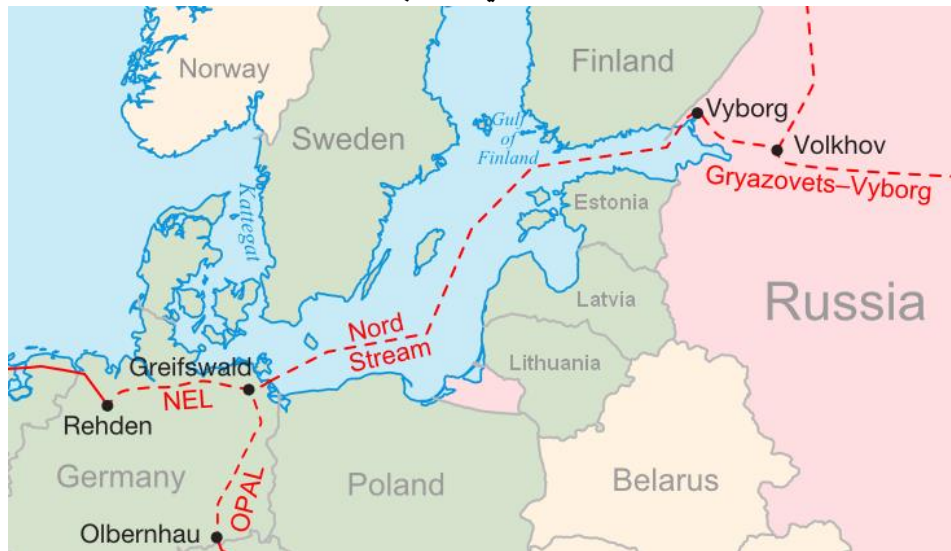 Norway
Finland
Sweden
Gulf
of
Finland
Vyborg
Volkhov
Gryazovets–Vyborg
Kattegat
Estonia
Latvia
Russia
Lithuania
Nord
Stream
Greifswald
NEL
Rehden
Germany
OPAL
Poland
Belarus
Olbernhau